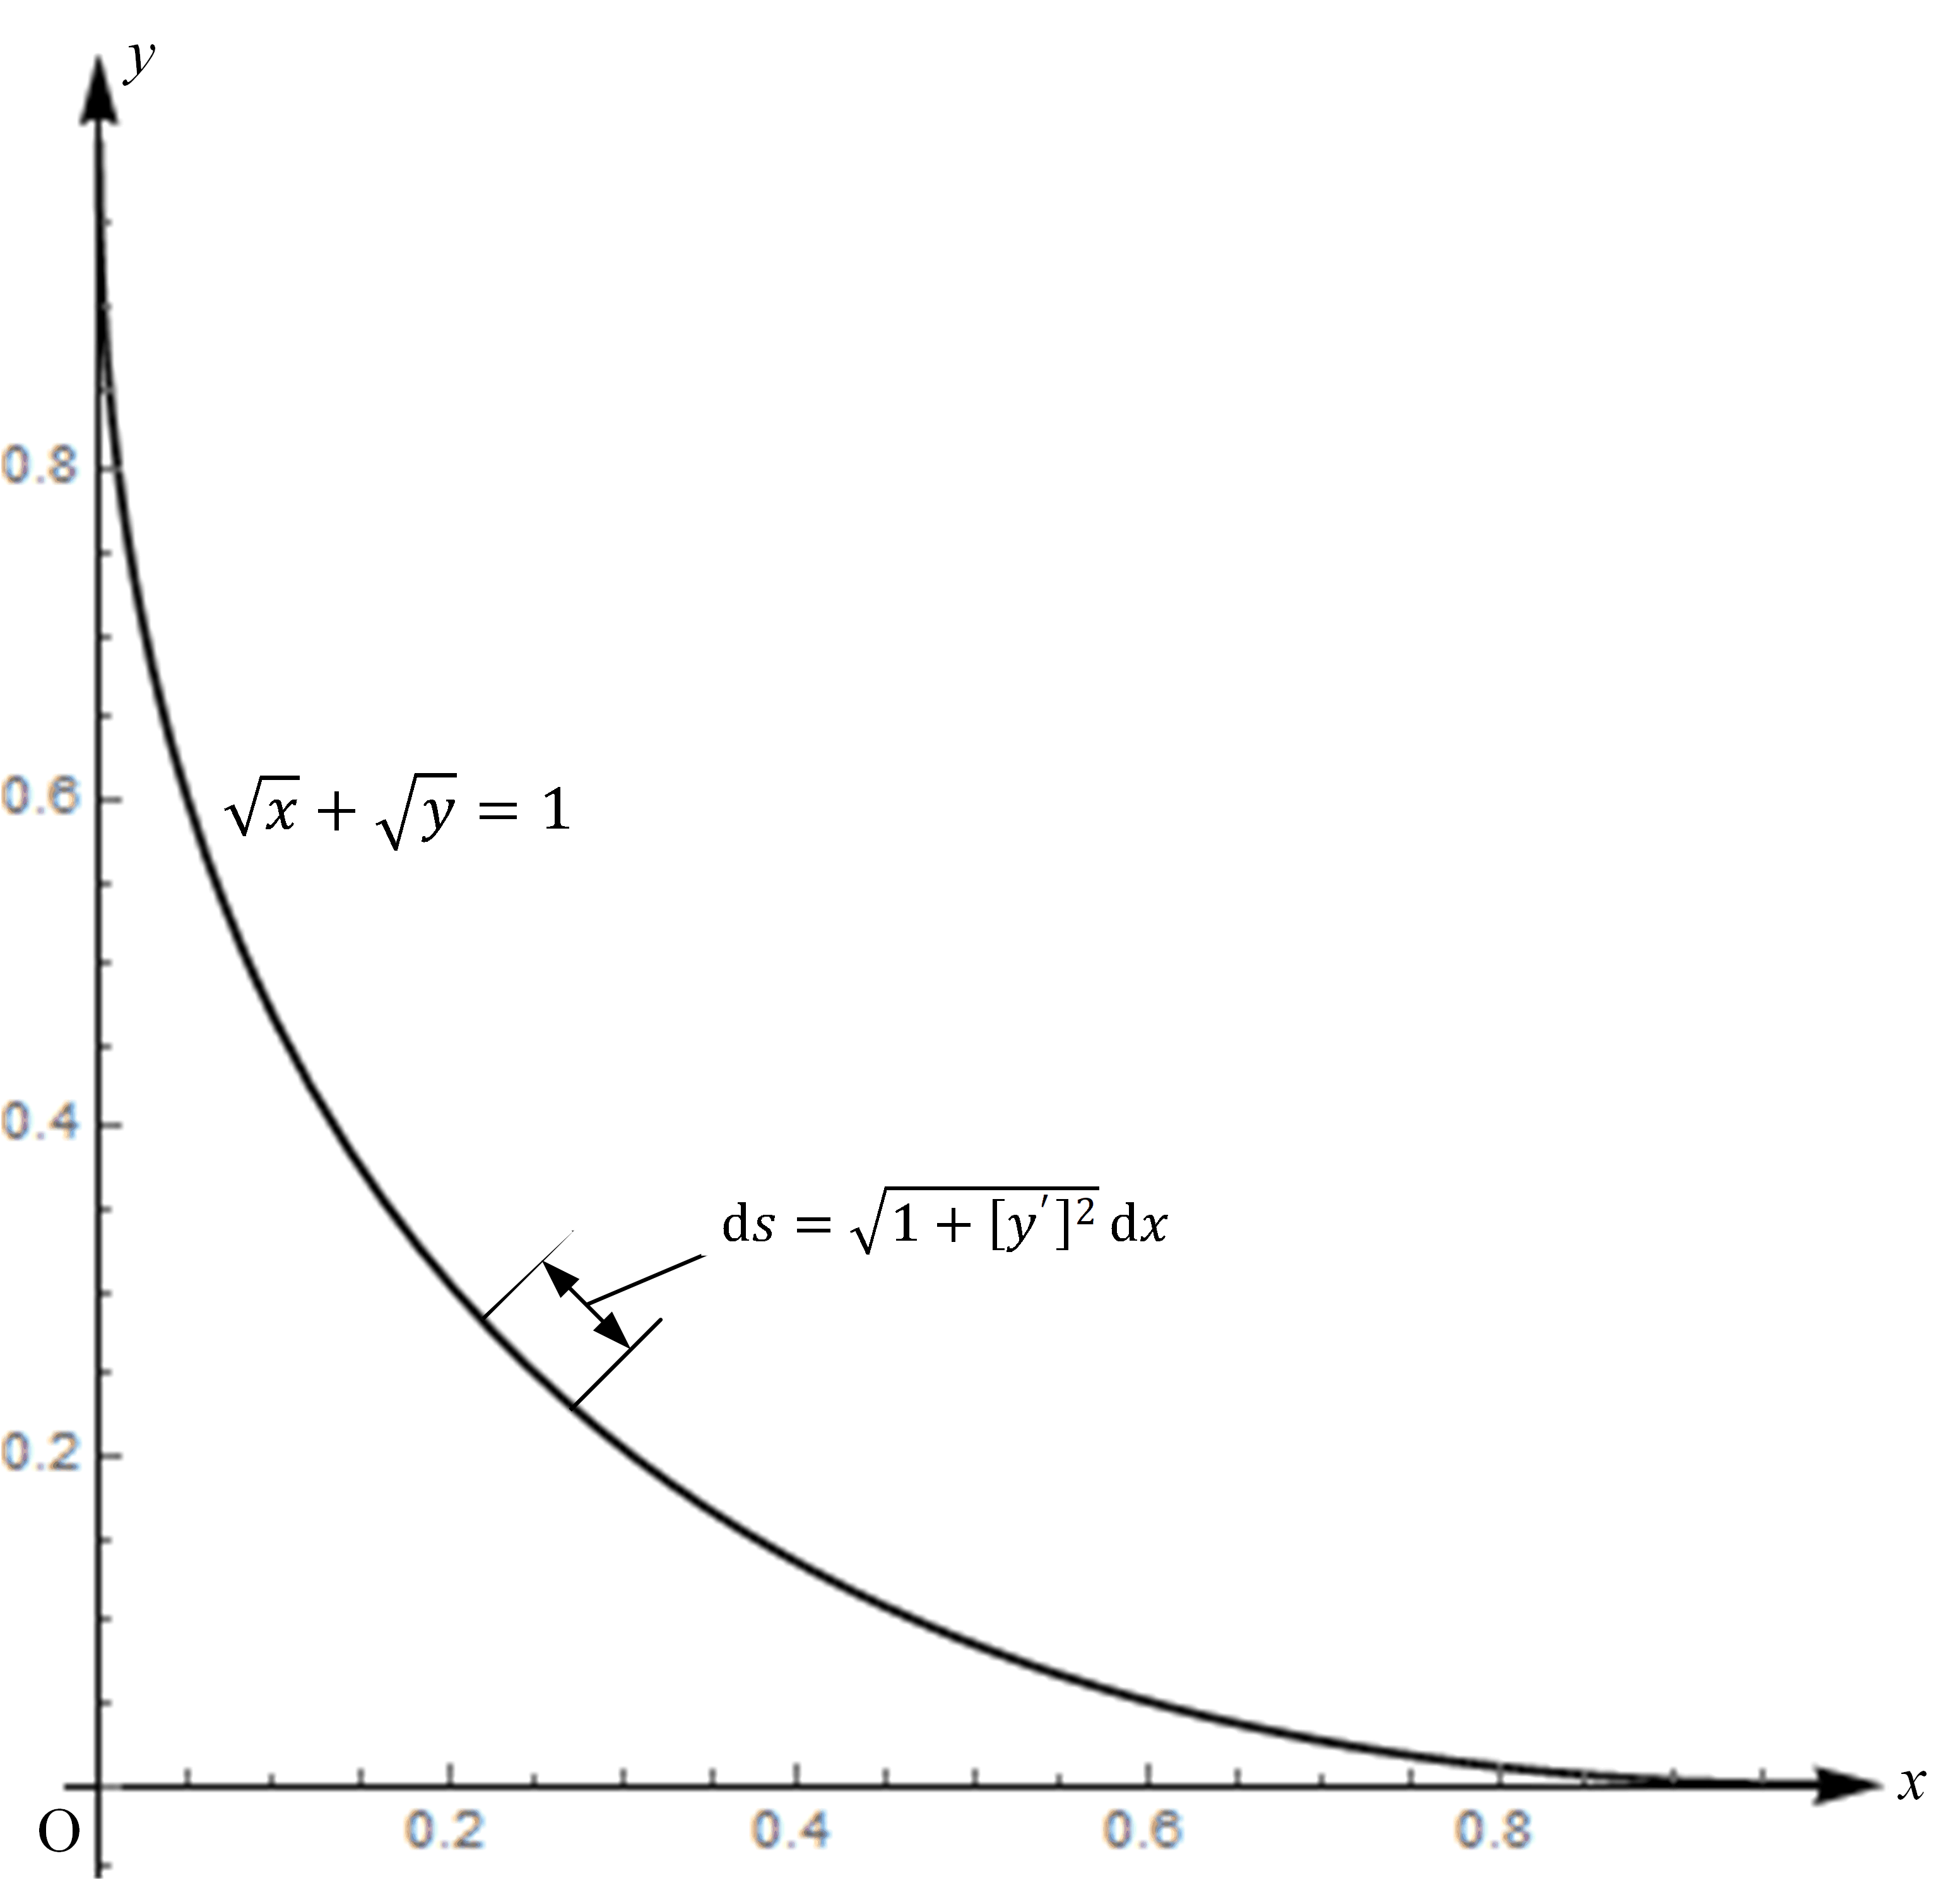 y
0.8
0.6
√x + √y = 1
0.4
ds = √1 + [y′]² dx
0.2
x
O
0.2 0.4 0.6 0.8